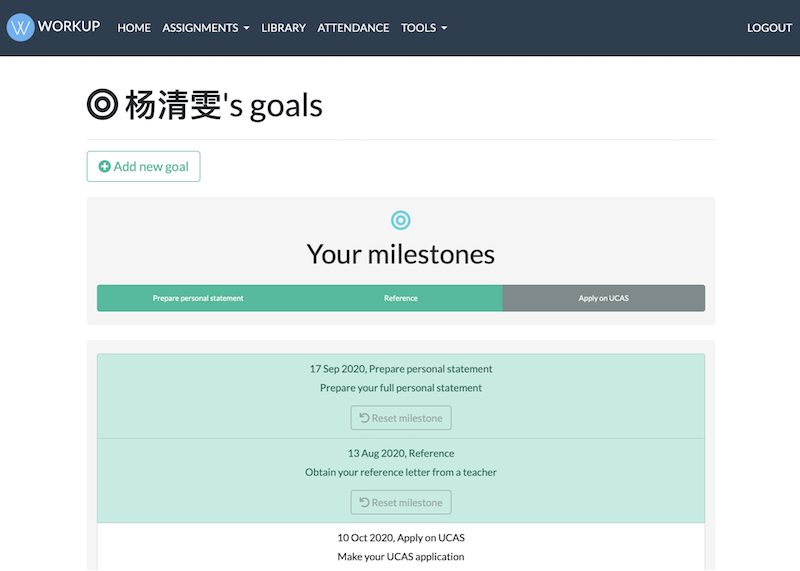 W WORKUP HOME ASSIGNMENTS LIBRARY ATTENDANCE TOOLS LOGOUT
杨清雯's goals
Add new goal
Your milestones
Prepare personal statement Reference Apply on UCAS
17 Sep 2020, Prepare personal statement
Prepare your full personal statement
Reset milestone
13 Aug 2020, Reference
Obtain your reference letter from a teacher
Reset milestone
10 Oct 2020, Apply on UCAS
Make your UCAS application